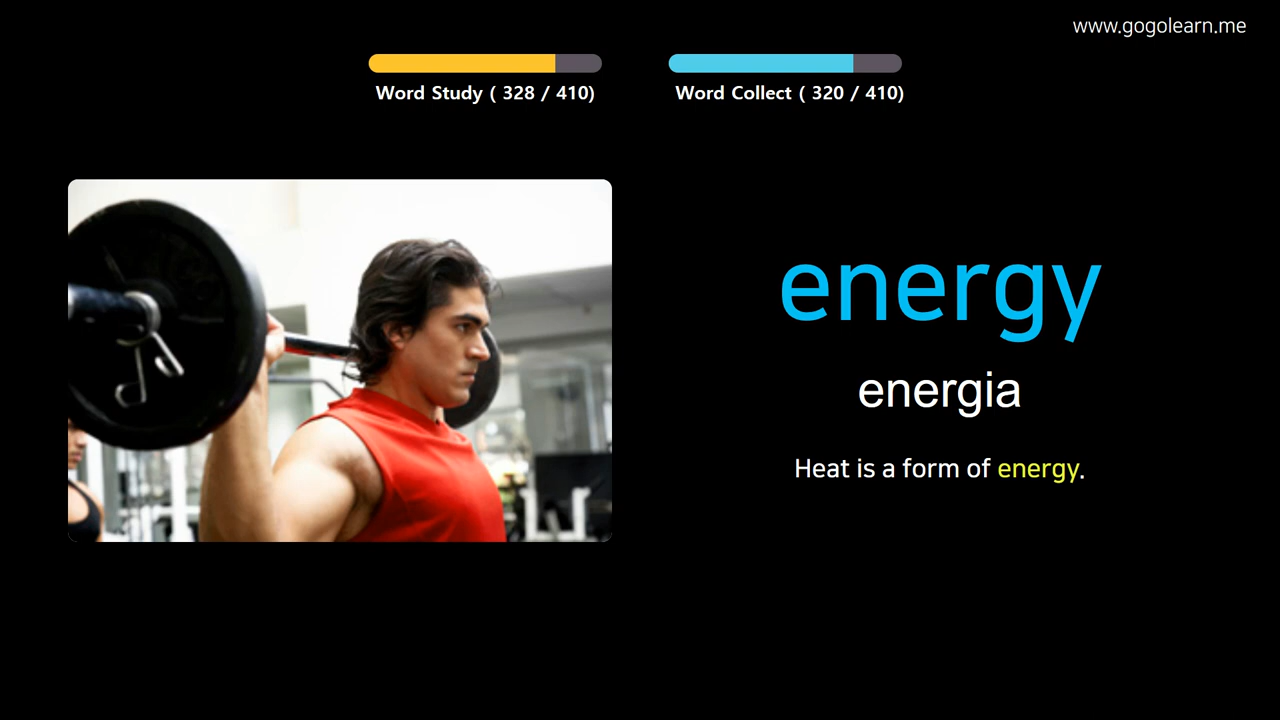 www.gogolearn.me
Word Study ( 328 / 410)
Word Collect ( 320 / 410)
energy
energia
Heat is a form of energy.